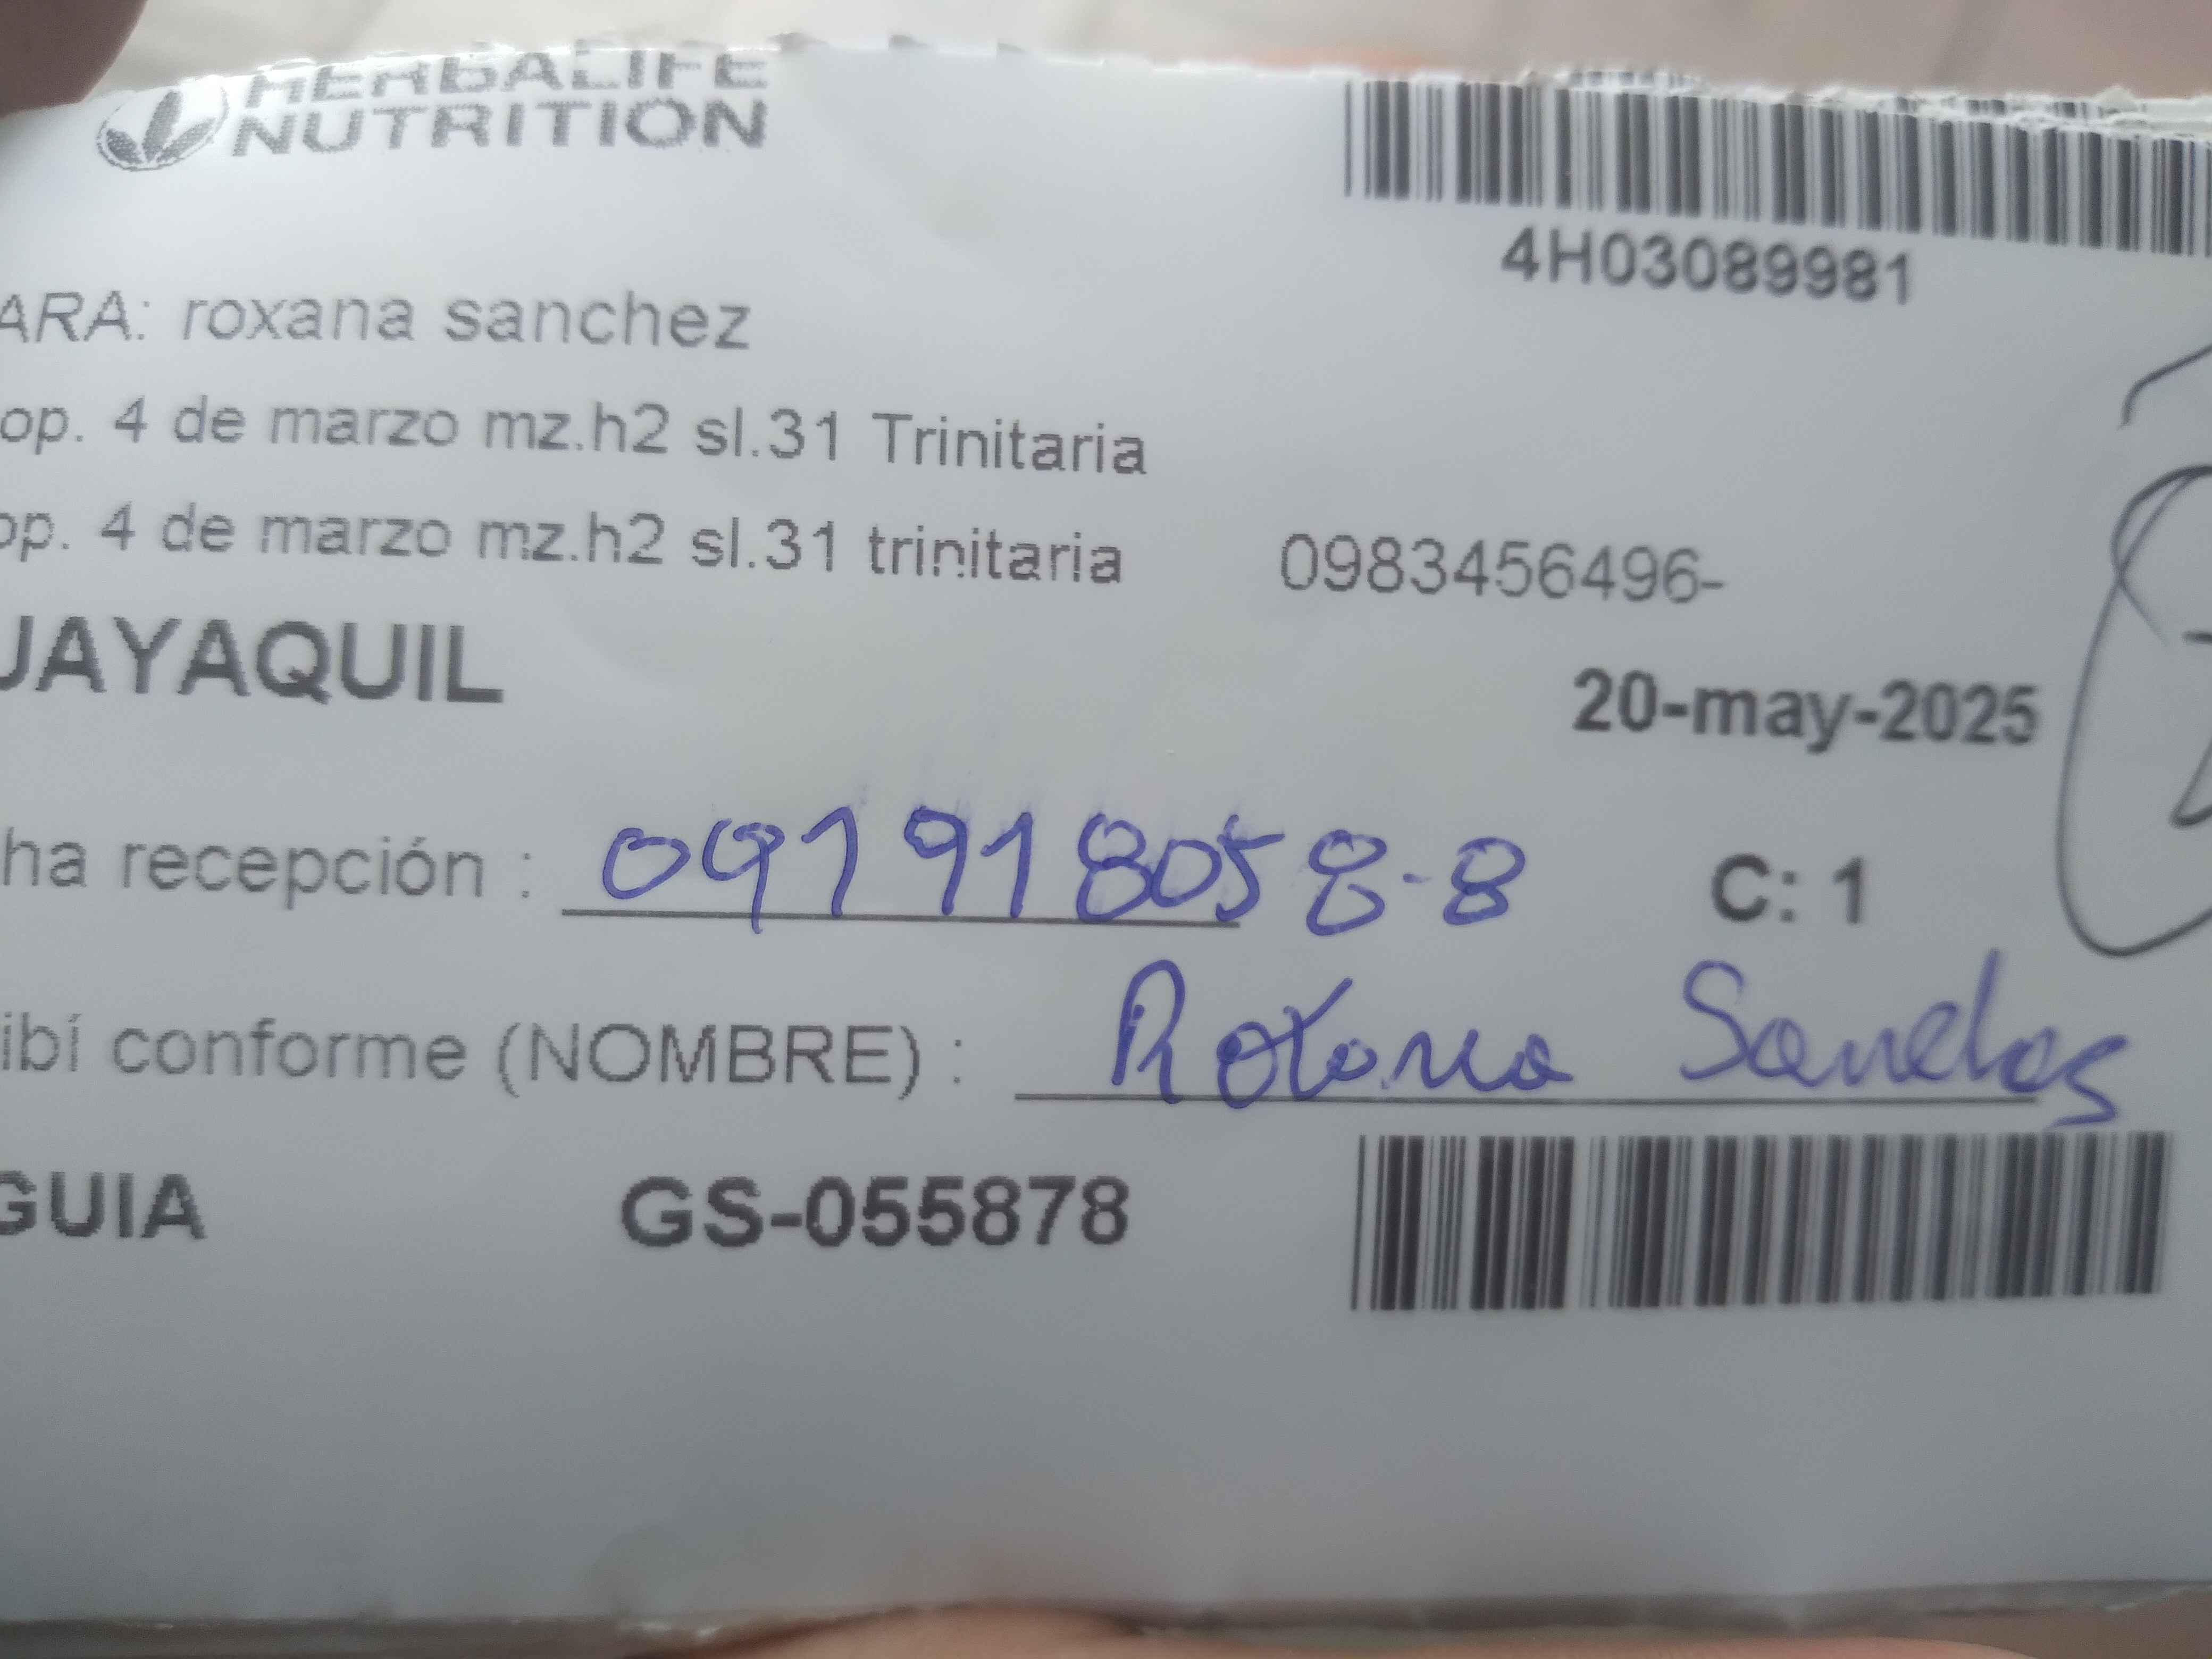 HERBALIFE
NUTRITION
4H03089981
ARA: roxana sanchez
op. 4 de marzo mz.h2 sl.31 Trinitaria
op. 4 de marzo mz.h2 sl.31 trinitaria 0983456496-
UAYAQUIL
20-may-2025
ha recepción : 091918058-8 C: 1
ibí conforme (NOMBRE) : Roxana Sanchez
GUIA GS-055878